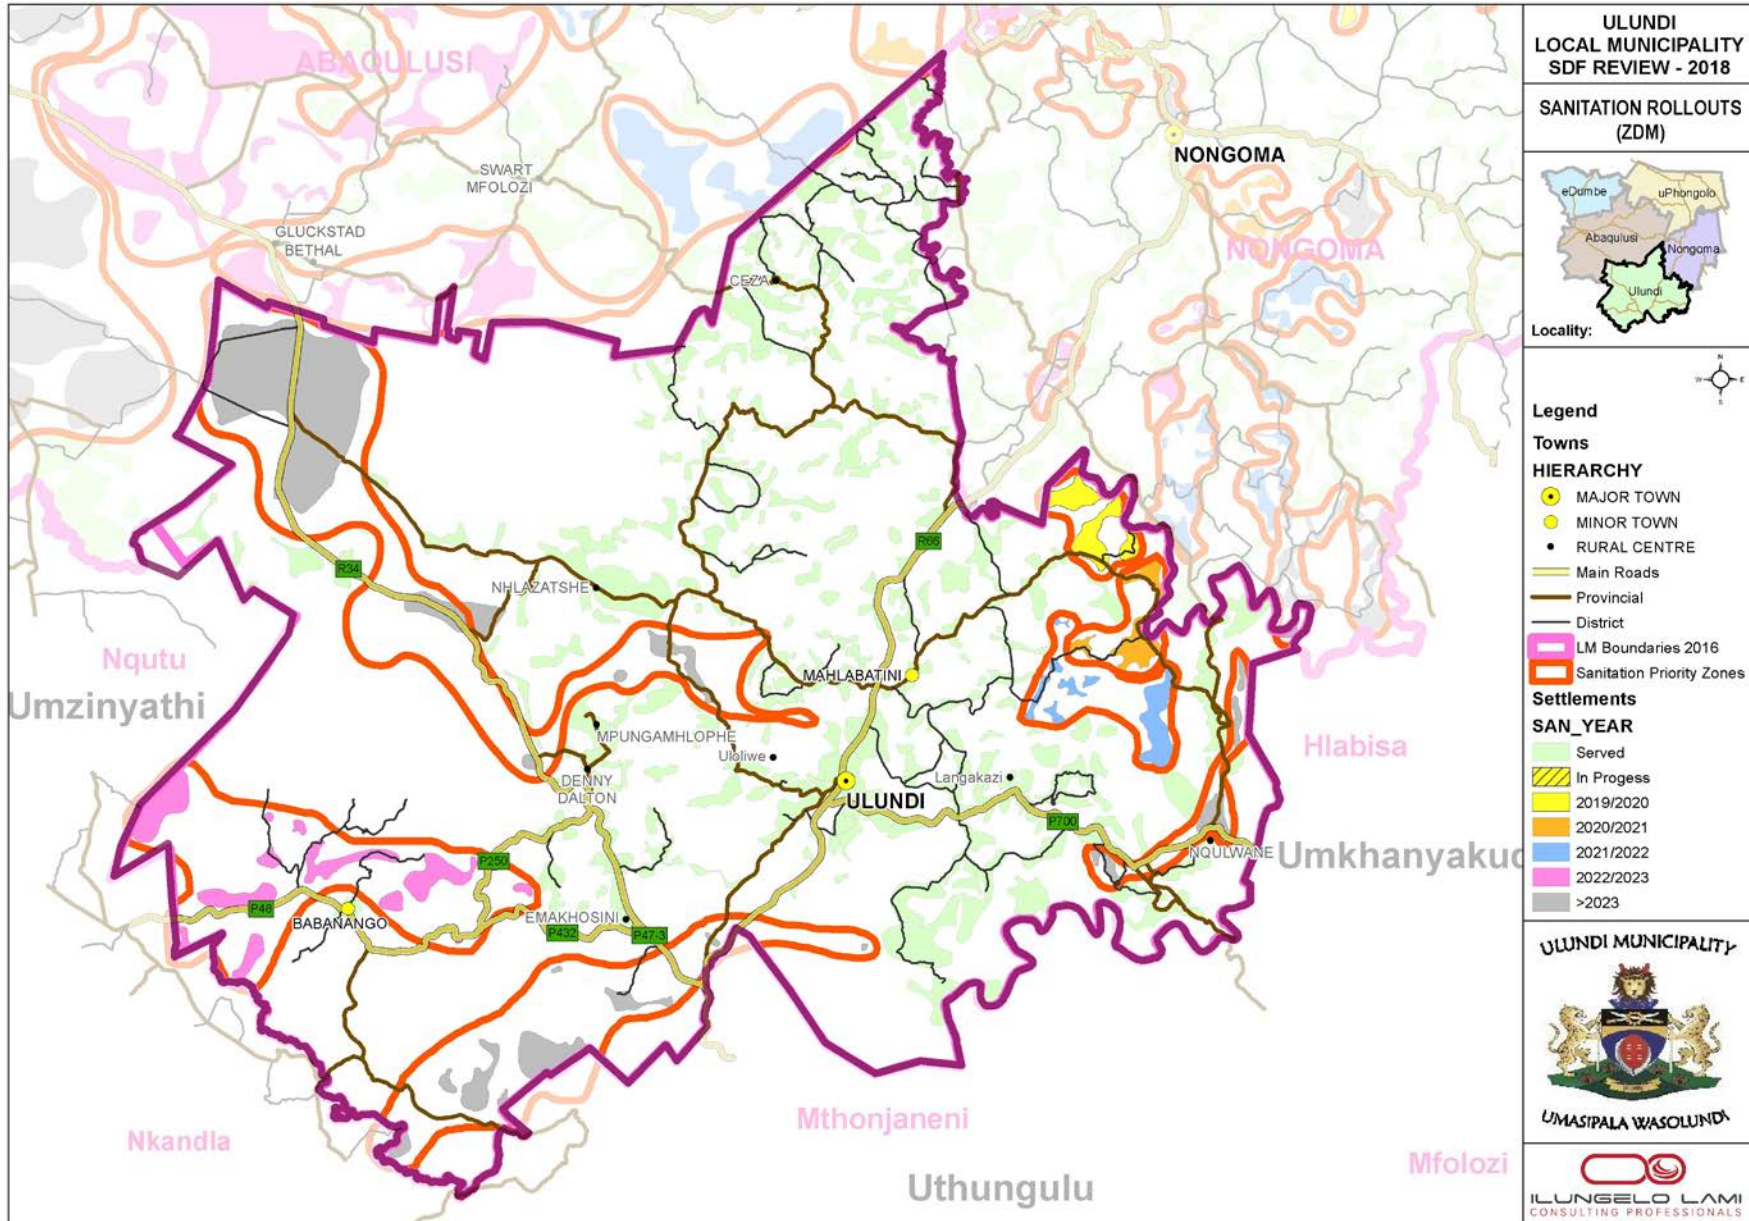 ABAQULUSI
SWART
MFOLOZI
NONGOMA
GLUCKSTAD
BETHAL
NONGOMA
CEZA
R66
R34
NHLAZATSHE
Nqutu
MAHLABATINI
Umzinyathi
MPUNGAMHLOPHE
Hlabisa
Uloliwe
Langakazi
DENNY
DALTON
ULUNDI
P700
P250
NQULWANE
Umkhanyakud
P48
BABANANGO
EMAKHOSINI
P432
P47-3
Mthonjaneni
Nkandla
Mfolozi
Uthungulu
ULUNDI
LOCAL MUNICIPALITY
SDF REVIEW - 2018
SANITATION ROLLOUTS
(ZDM)
eDumbe
uPhongolo
Abaqulusi
Nongoma
Ulundi
Locality:
N
W
E
S
Legend
Towns
HIERARCHY
MAJOR TOWN
MINOR TOWN
RURAL CENTRE
Main Roads
Provincial
District
LM Boundaries 2016
Sanitation Priority Zones
Settlements
SAN_YEAR
Served
In Progess
2019/2020
2020/2021
2021/2022
2022/2023
>2023
ULUNDI MUNICIPALITY
UMASIPALA WASOLUNDI
ILUNGELO LAMI
CONSULTING PROFESSIONALS